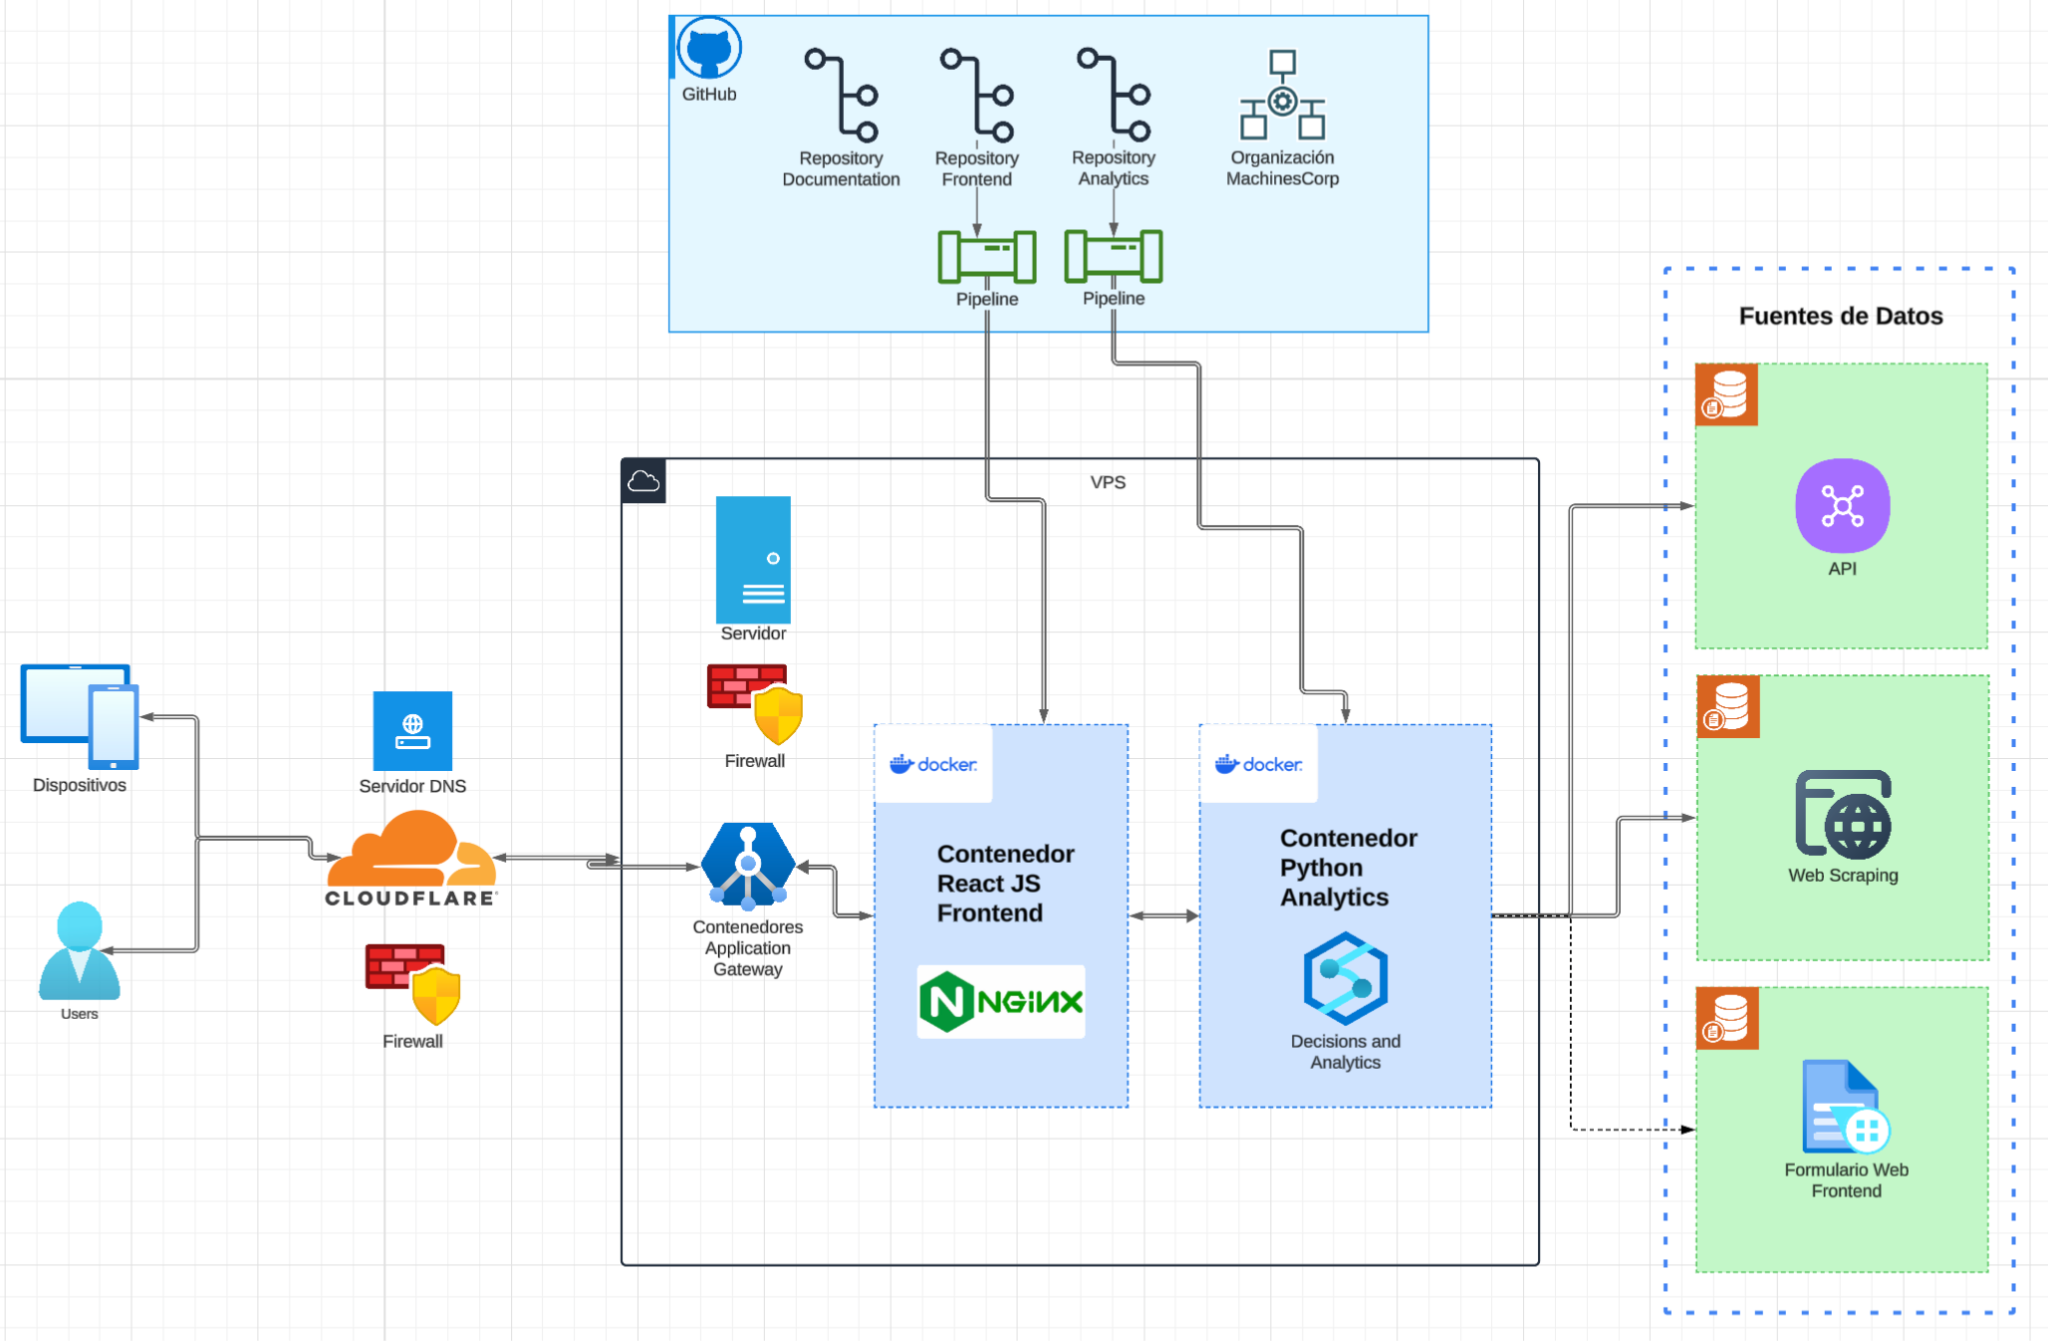 GitHub
Repository
Documentation
Repository
Frontend
Repository
Analytics
Organización
MachinesCorp
Pipeline
Pipeline
Fuentes de Datos
API
Web Scraping
Formulario Web
Frontend
VPS
Servidor
Firewall
Contenedores
Application
Gateway
docker
Contenedor
React JS
Frontend
NGINX
docker
Contenedor
Python
Analytics
Decisions and
Analytics
Dispositivos
Users
Servidor DNS
CLOUDFLARE
Firewall